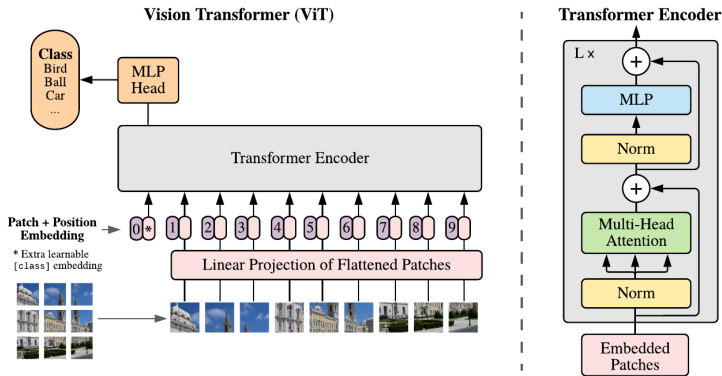 Vision Transformer (ViT)
Class
Bird
Ball
Car
...
MLP
Head
Transformer Encoder
Patch + Position
Embedding
0 * 1 2 3 4 5 6 7 8 9
* Extra learnable
[class] embedding
Linear Projection of Flattened Patches
Transformer Encoder
L ×
+
MLP
Norm
+
Multi-Head
Attention
Norm
Embedded
Patches